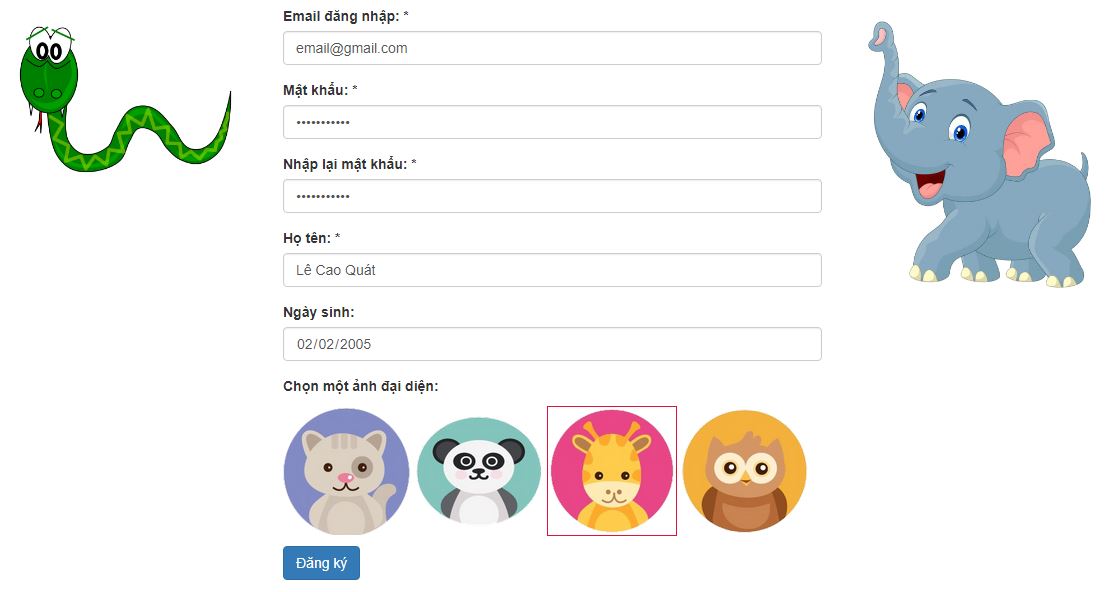 Email đăng nhập: *
email@gmail.com
Mật khẩu: *
•••••••••••
Nhập lại mật khẩu: *
•••••••••••
Họ tên: *
Lê Cao Quát
Ngày sinh:
02/02/2005
Chọn một ảnh đại diện:
Đăng ký